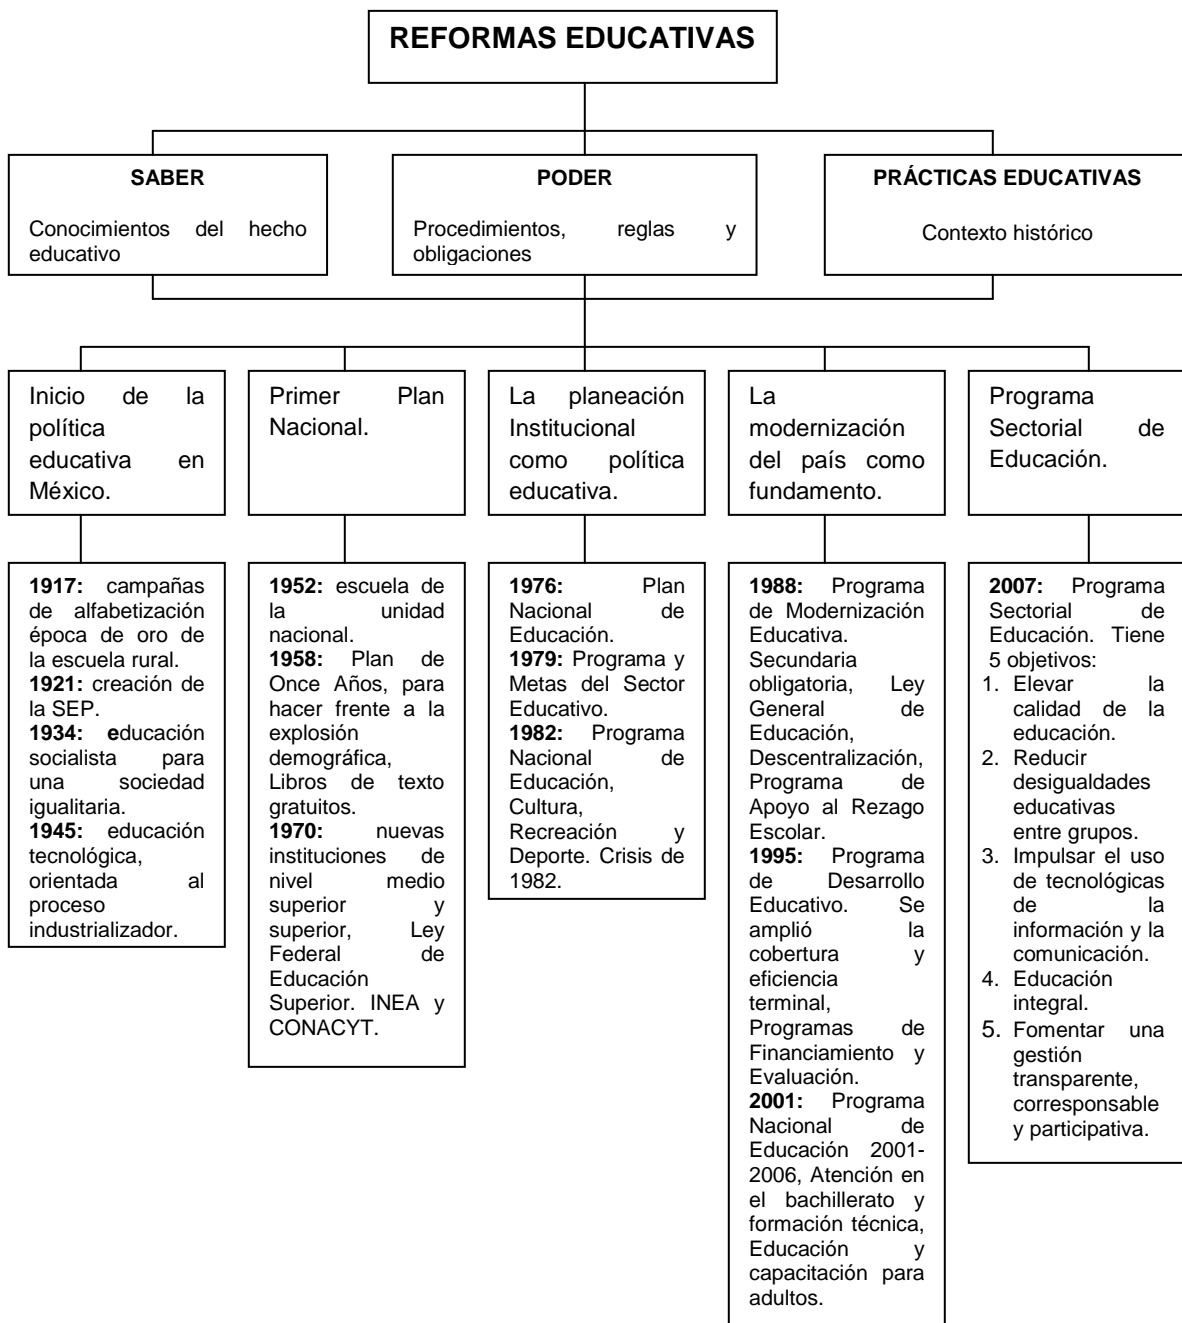 REFORMAS EDUCATIVAS
SABER
Conocimientos del hecho
educativo
PODER
Procedimientos, reglas y
obligaciones
PRÁCTICAS EDUCATIVAS
Contexto histórico
Inicio de la
política
educativa en
México.
Primer Plan
Nacional.
La planeación
Institucional
como política
educativa.
La
modernización
del país como
fundamento.
Programa
Sectorial de
Educación.
1917: campañas
de alfabetización
época de oro de
la escuela rural.
1921: creación de
la SEP.
1934: educación
socialista para
una sociedad
igualitaria.
1945: educación
tecnológica,
orientada al
proceso
industrializador.
1952: escuela de
la unidad
nacional.
1958: Plan de
Once Años, para
hacer frente a la
explosión
demográfica,
Libros de texto
gratuitos.
1970: nuevas
instituciones de
nivel medio
superior y
superior, Ley
Federal de
Educación
Superior. INEA y
CONACYT.
1976: Plan
Nacional de
Educación.
1979: Programa y
Metas del Sector
Educativo.
1982: Programa
Nacional de
Educación,
Cultura,
Recreación y
Deporte. Crisis de
1982.
1988: Programa
de Modernización
Educativa.
Secundaria
obligatoria, Ley
General de
Educación,
Descentralización,
Programa de
Apoyo al Rezago
Escolar.
1995: Programa
de Desarrollo
Educativo. Se
amplió la
cobertura y
eficiencia
terminal,
Programas de
Financiamiento y
Evaluación.
2001: Programa
Nacional de
Educación 2001-
2006, Atención en
el bachillerato y
formación técnica,
Educación y
capacitación para
adultos.
2007: Programa
Sectorial de
Educación. Tiene
5 objetivos:
1. Elevar la
calidad de la
educación.
2. Reducir
desigualdades
educativas
entre grupos.
3. Impulsar el uso
de tecnológicas
de la
información y la
comunicación.
4. Educación
integral.
5. Fomentar una
gestión
transparente,
corresponsable
y participativa.